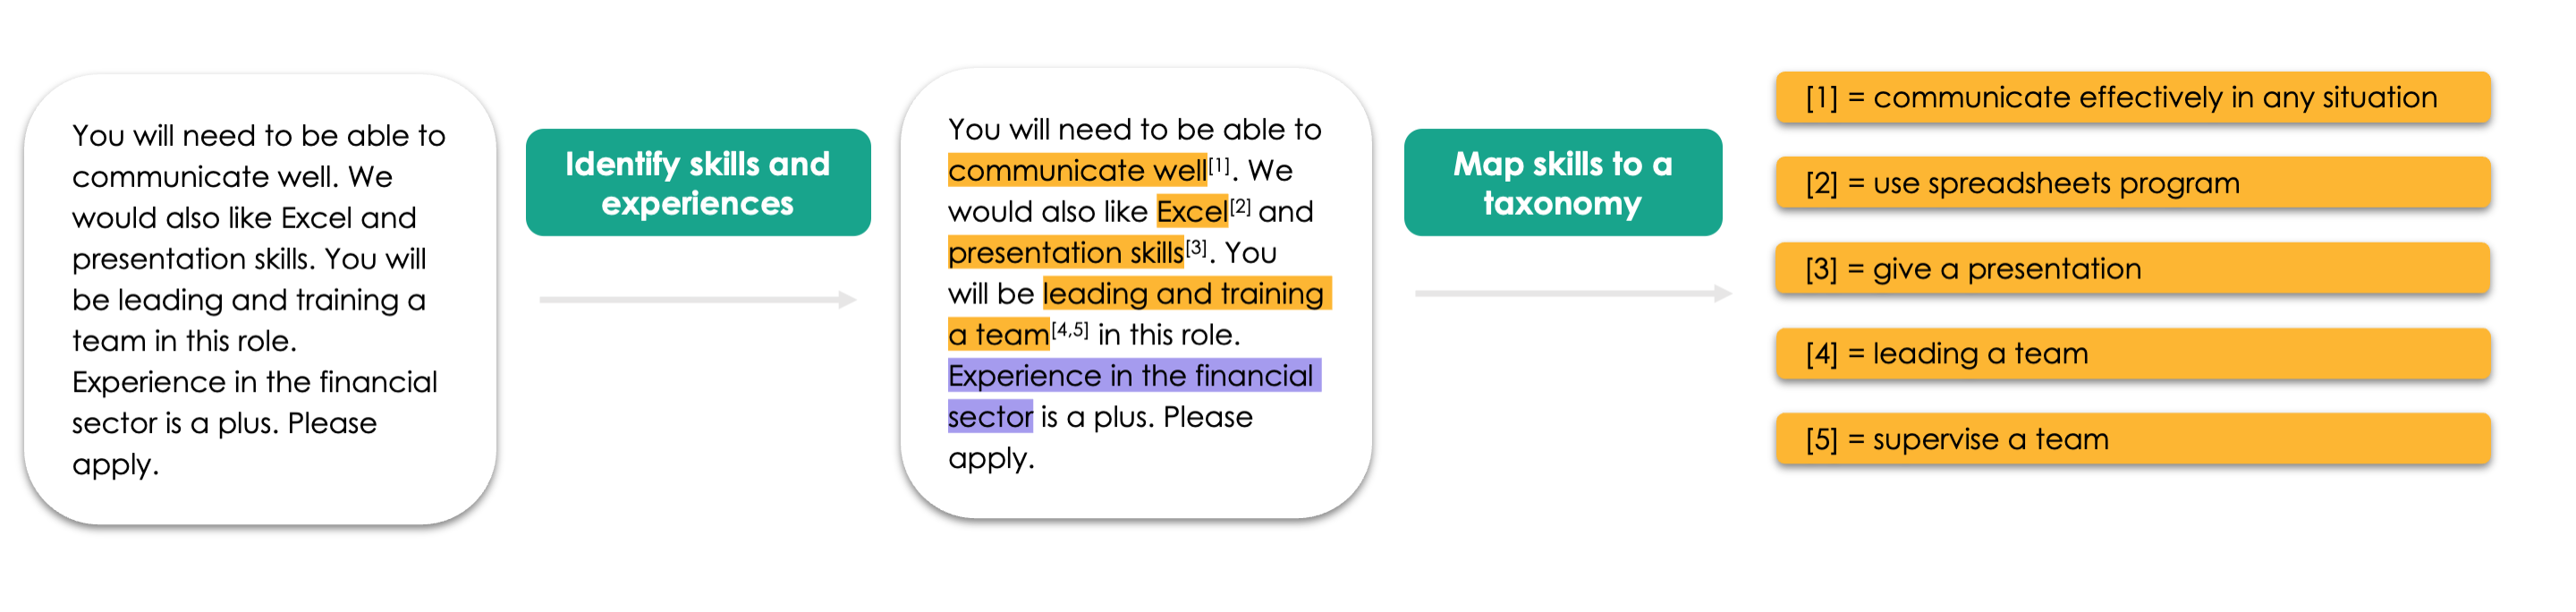 You will need to be able to
communicate well. We
would also like Excel and
presentation skills. You will
be leading and training a
team in this role.
Experience in the financial
sector is a plus. Please
apply.
Identify skills and
experiences
You will need to be able to
communicate well[1]. We
would also like Excel[2] and
presentation skills[3]. You
will be leading and training
a team[4,5] in this role.
Experience in the financial
sector is a plus. Please
apply.
Map skills to a
taxonomy
[1] = communicate effectively in any situation
[2] = use spreadsheets program
[3] = give a presentation
[4] = leading a team
[5] = supervise a team